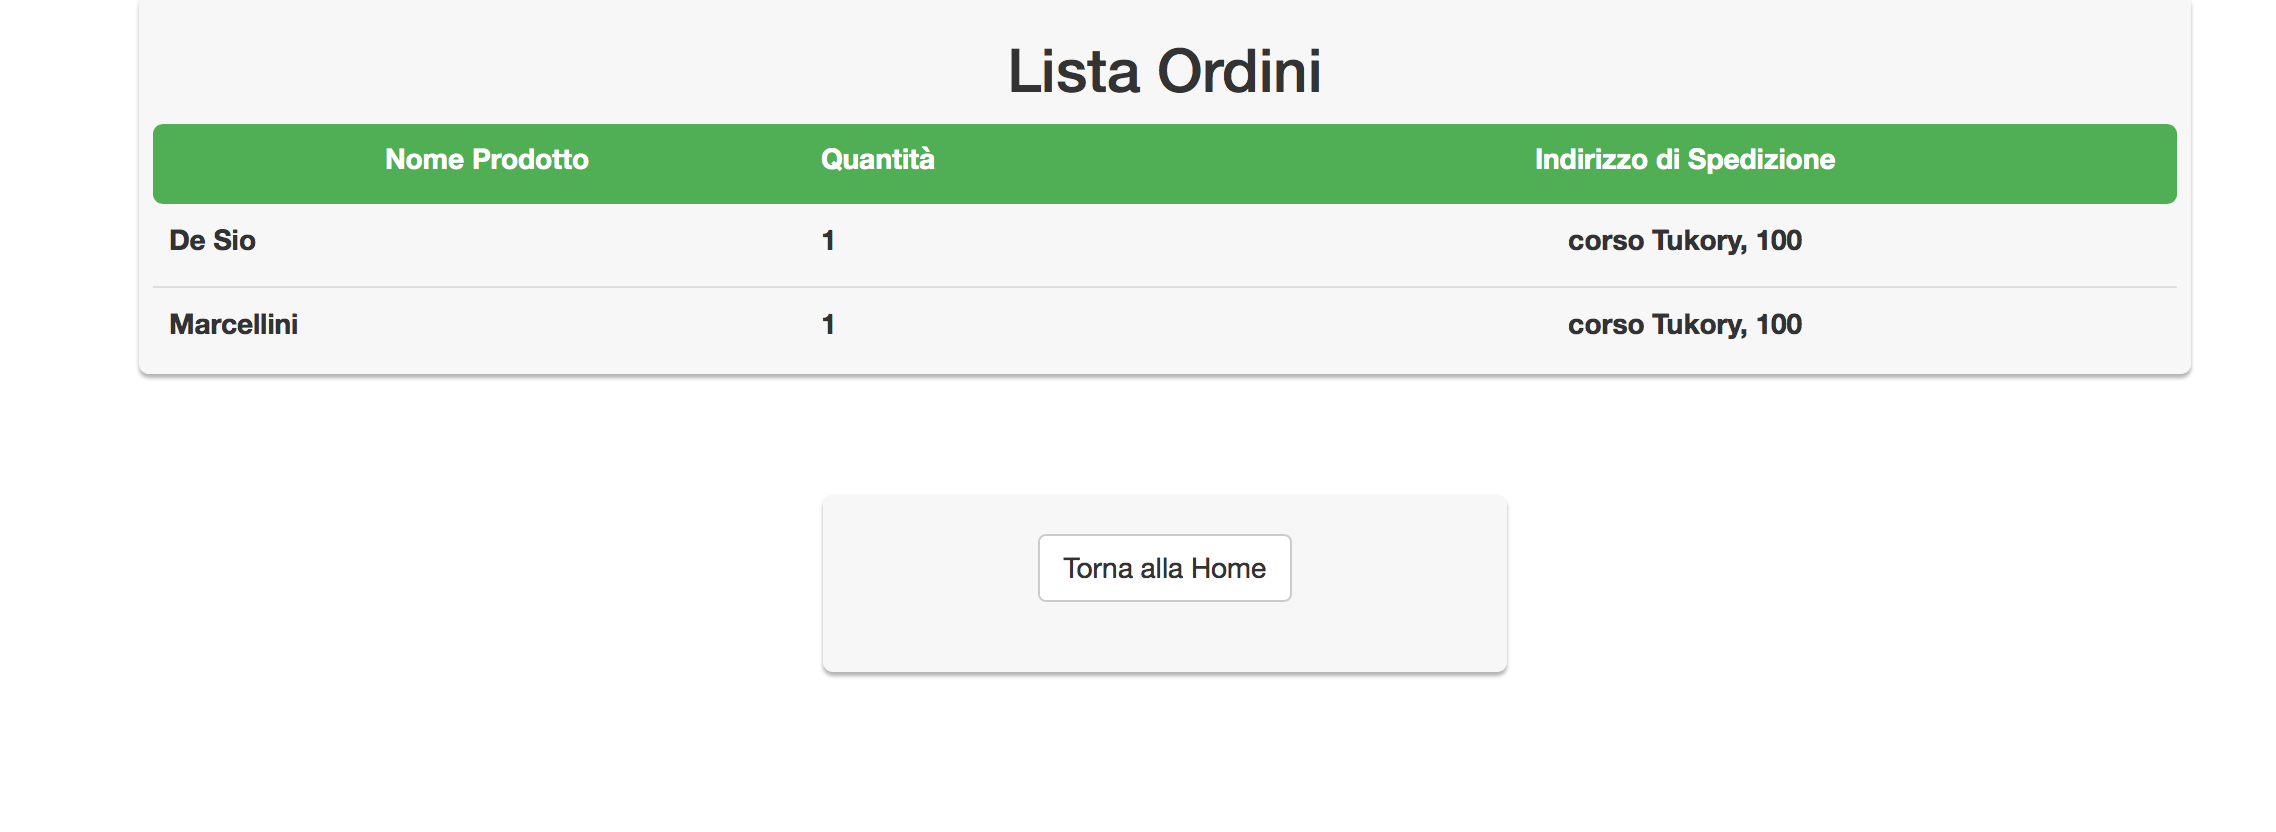 Lista Ordini
Nome Prodotto Quantità Indirizzo di Spedizione
De Sio 1 corso Tukory, 100
Marcellini 1 corso Tukory, 100
Torna alla Home